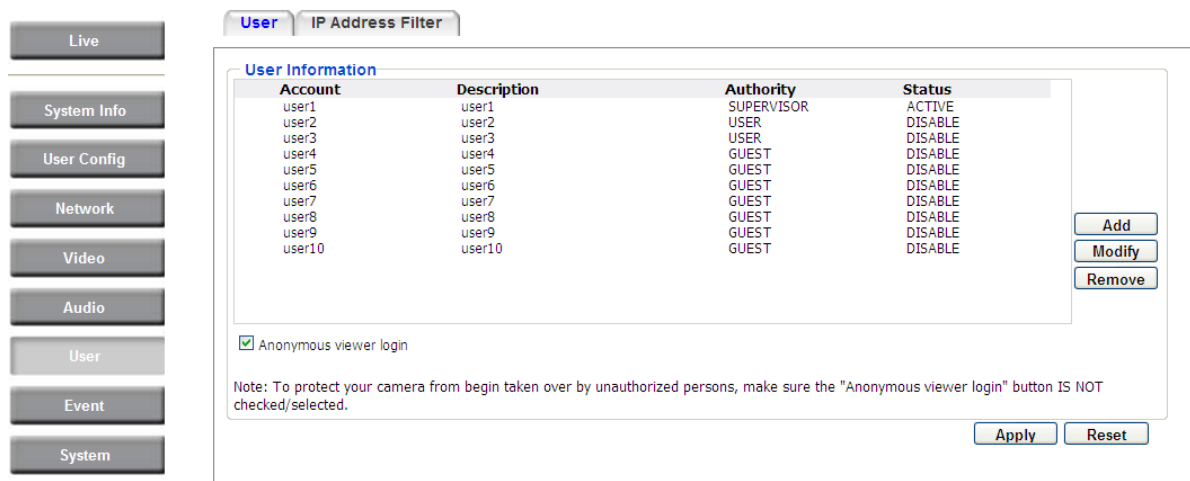 User IP Address Filter
Live
System Info
User Config
Network
Video
Audio
User
Event
System
User Information
Account Description Authority Status
user1 user1 SUPERVISOR ACTIVE
user2 user2 USER DISABLE
user3 user3 USER DISABLE
user4 user4 GUEST DISABLE
user5 user5 GUEST DISABLE
user6 user6 GUEST DISABLE
user7 user7 GUEST DISABLE
user8 user8 GUEST DISABLE
user9 user9 GUEST DISABLE
user10 user10 GUEST DISABLE
Add
Modify
Remove
Anonymous viewer login
Note: To protect your camera from begin taken over by unauthorized persons, make sure the "Anonymous viewer login" button IS NOT
checked/selected.
Apply Reset